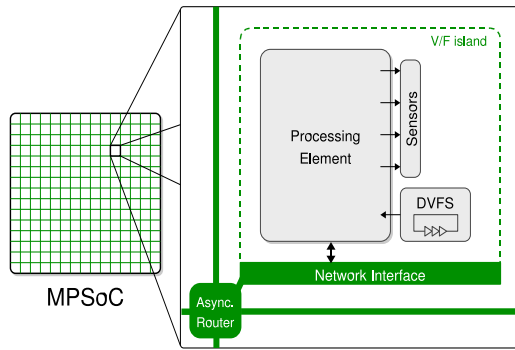 V/F island
Processing
Element
Sensors
DVFS
Network Interface
Async.
Router
MPSoC